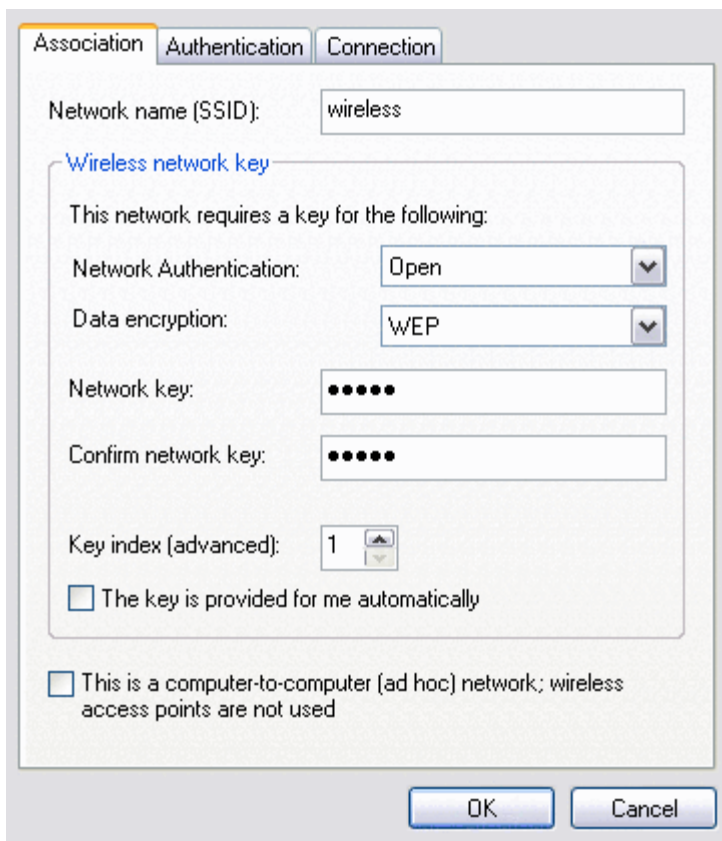 Association Authentication Connection
Network name (SSID): wireless
Wireless network key
This network requires a key for the following:
Network Authentication: Open
Data encryption: WEP
Network key: •••••
Confirm network key: •••••
Key index (advanced): 1
The key is provided for me automatically
This is a computer-to-computer (ad hoc) network; wireless
access points are not used
OK Cancel